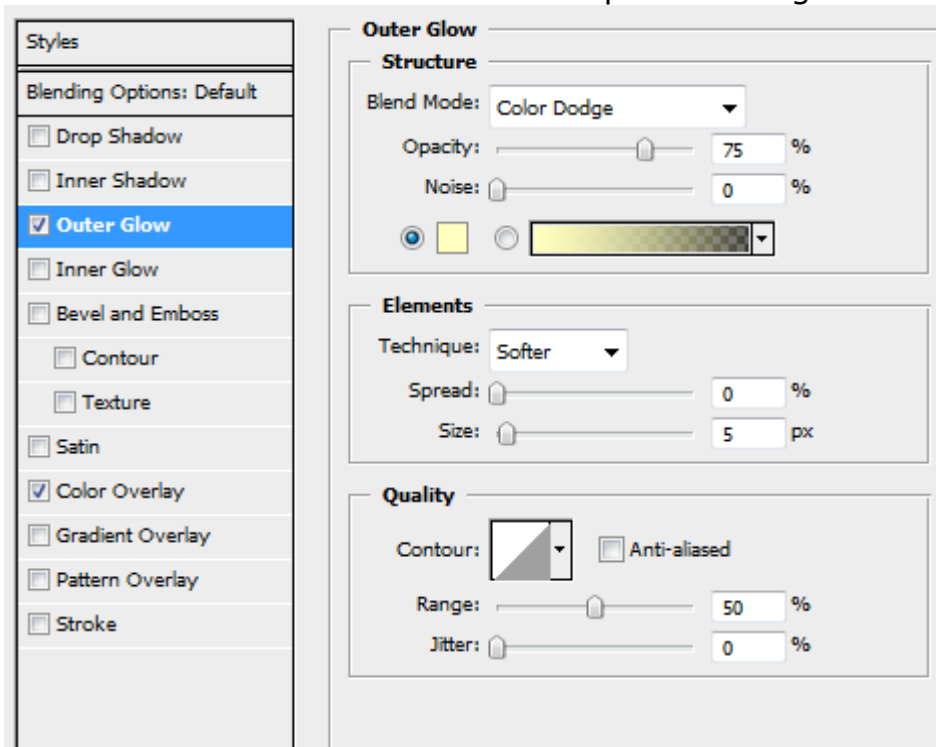 Styles
Blending Options: Default
Drop Shadow
Inner Shadow
Outer Glow
Inner Glow
Bevel and Emboss
Contour
Texture
Satin
Color Overlay
Gradient Overlay
Pattern Overlay
Stroke
Outer Glow
Structure
Blend Mode: Color Dodge
Opacity: 75 %
Noise: 0 %
Elements
Technique: Softer
Spread: 0 %
Size: 5 px
Quality
Contour: Anti-aliased
Range: 50 %
Jitter: 0 %